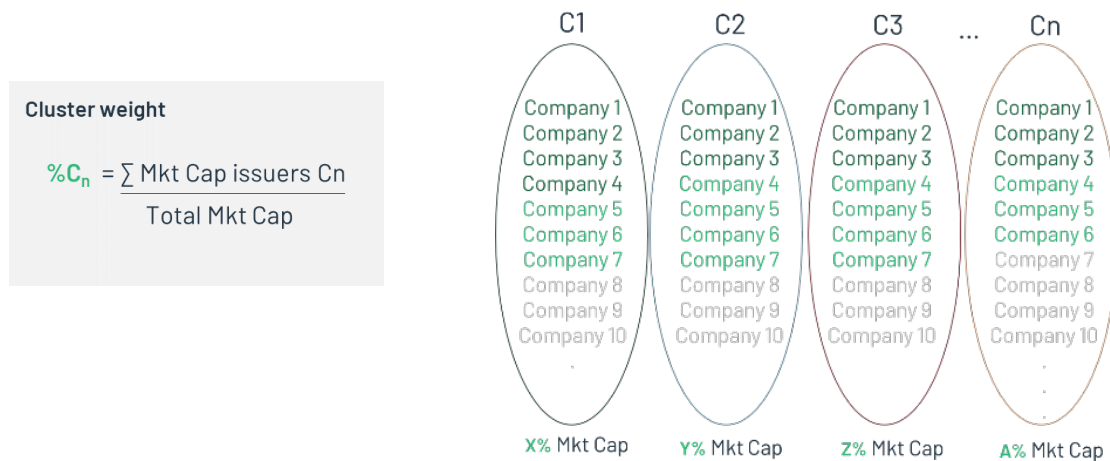 Cluster weight
%Cn = ∑ Mkt Cap issuers Cn
Total Mkt Cap
C1 C2 C3 ... Cn
Company 1 Company 1 Company 1 Company 1
Company 2 Company 2 Company 2 Company 2
Company 3 Company 3 Company 3 Company 3
Company 4 Company 4 Company 4 Company 4
Company 5 Company 5 Company 5 Company 5
Company 6 Company 6 Company 6 Company 6
Company 7 Company 7 Company 7 Company 7
Company 8 Company 8 Company 8 Company 8
Company 9 Company 9 Company 9 Company 9
Company 10 Company 10 Company 10 Company 10
X% Mkt Cap Y% Mkt Cap Z% Mkt Cap A% Mkt Cap